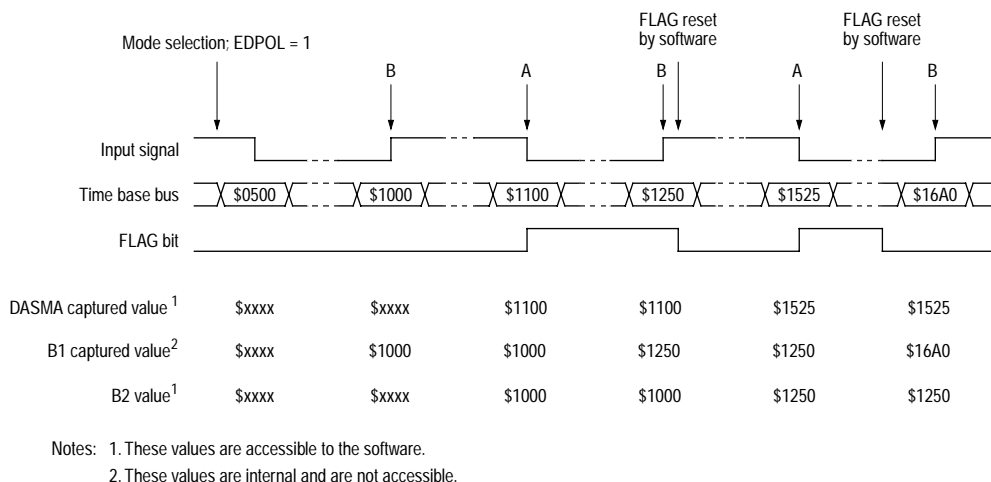 FLAG reset by software
FLAG reset by software
Mode selection; EDPOL = 1
B A B A B
Input signal
Time base bus $0500 $1000 $1100 $1250 $1525 $16A0
FLAG bit
DASMA captured value 1 $xxxx $xxxx $1100 $1100 $1525 $1525
B1 captured value2 $xxxx $1000 $1000 $1250 $1250 $16A0
B2 value1 $xxxx $xxxx $1000 $1000 $1250 $1250
Notes: 1. These values are accessible to the software.
2. These values are internal and are not accessible.